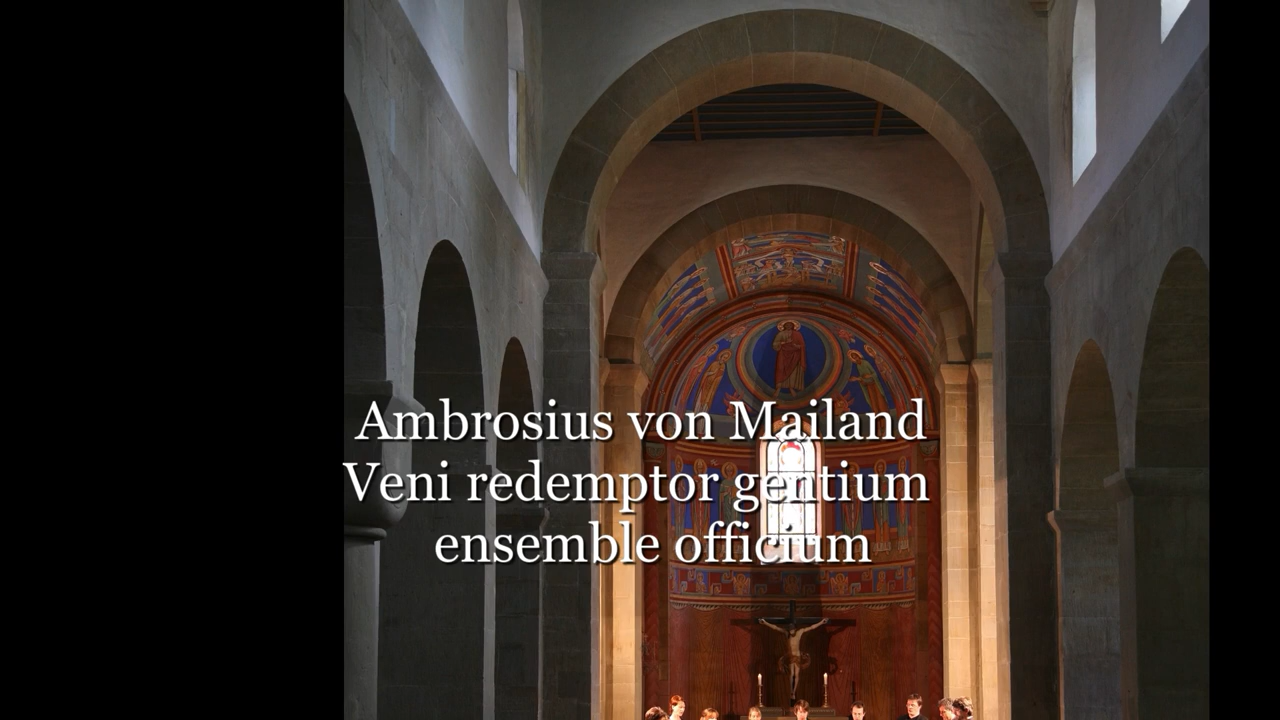 Ambrosius von Mailand
Veni redemptor gentium
ensemble officium